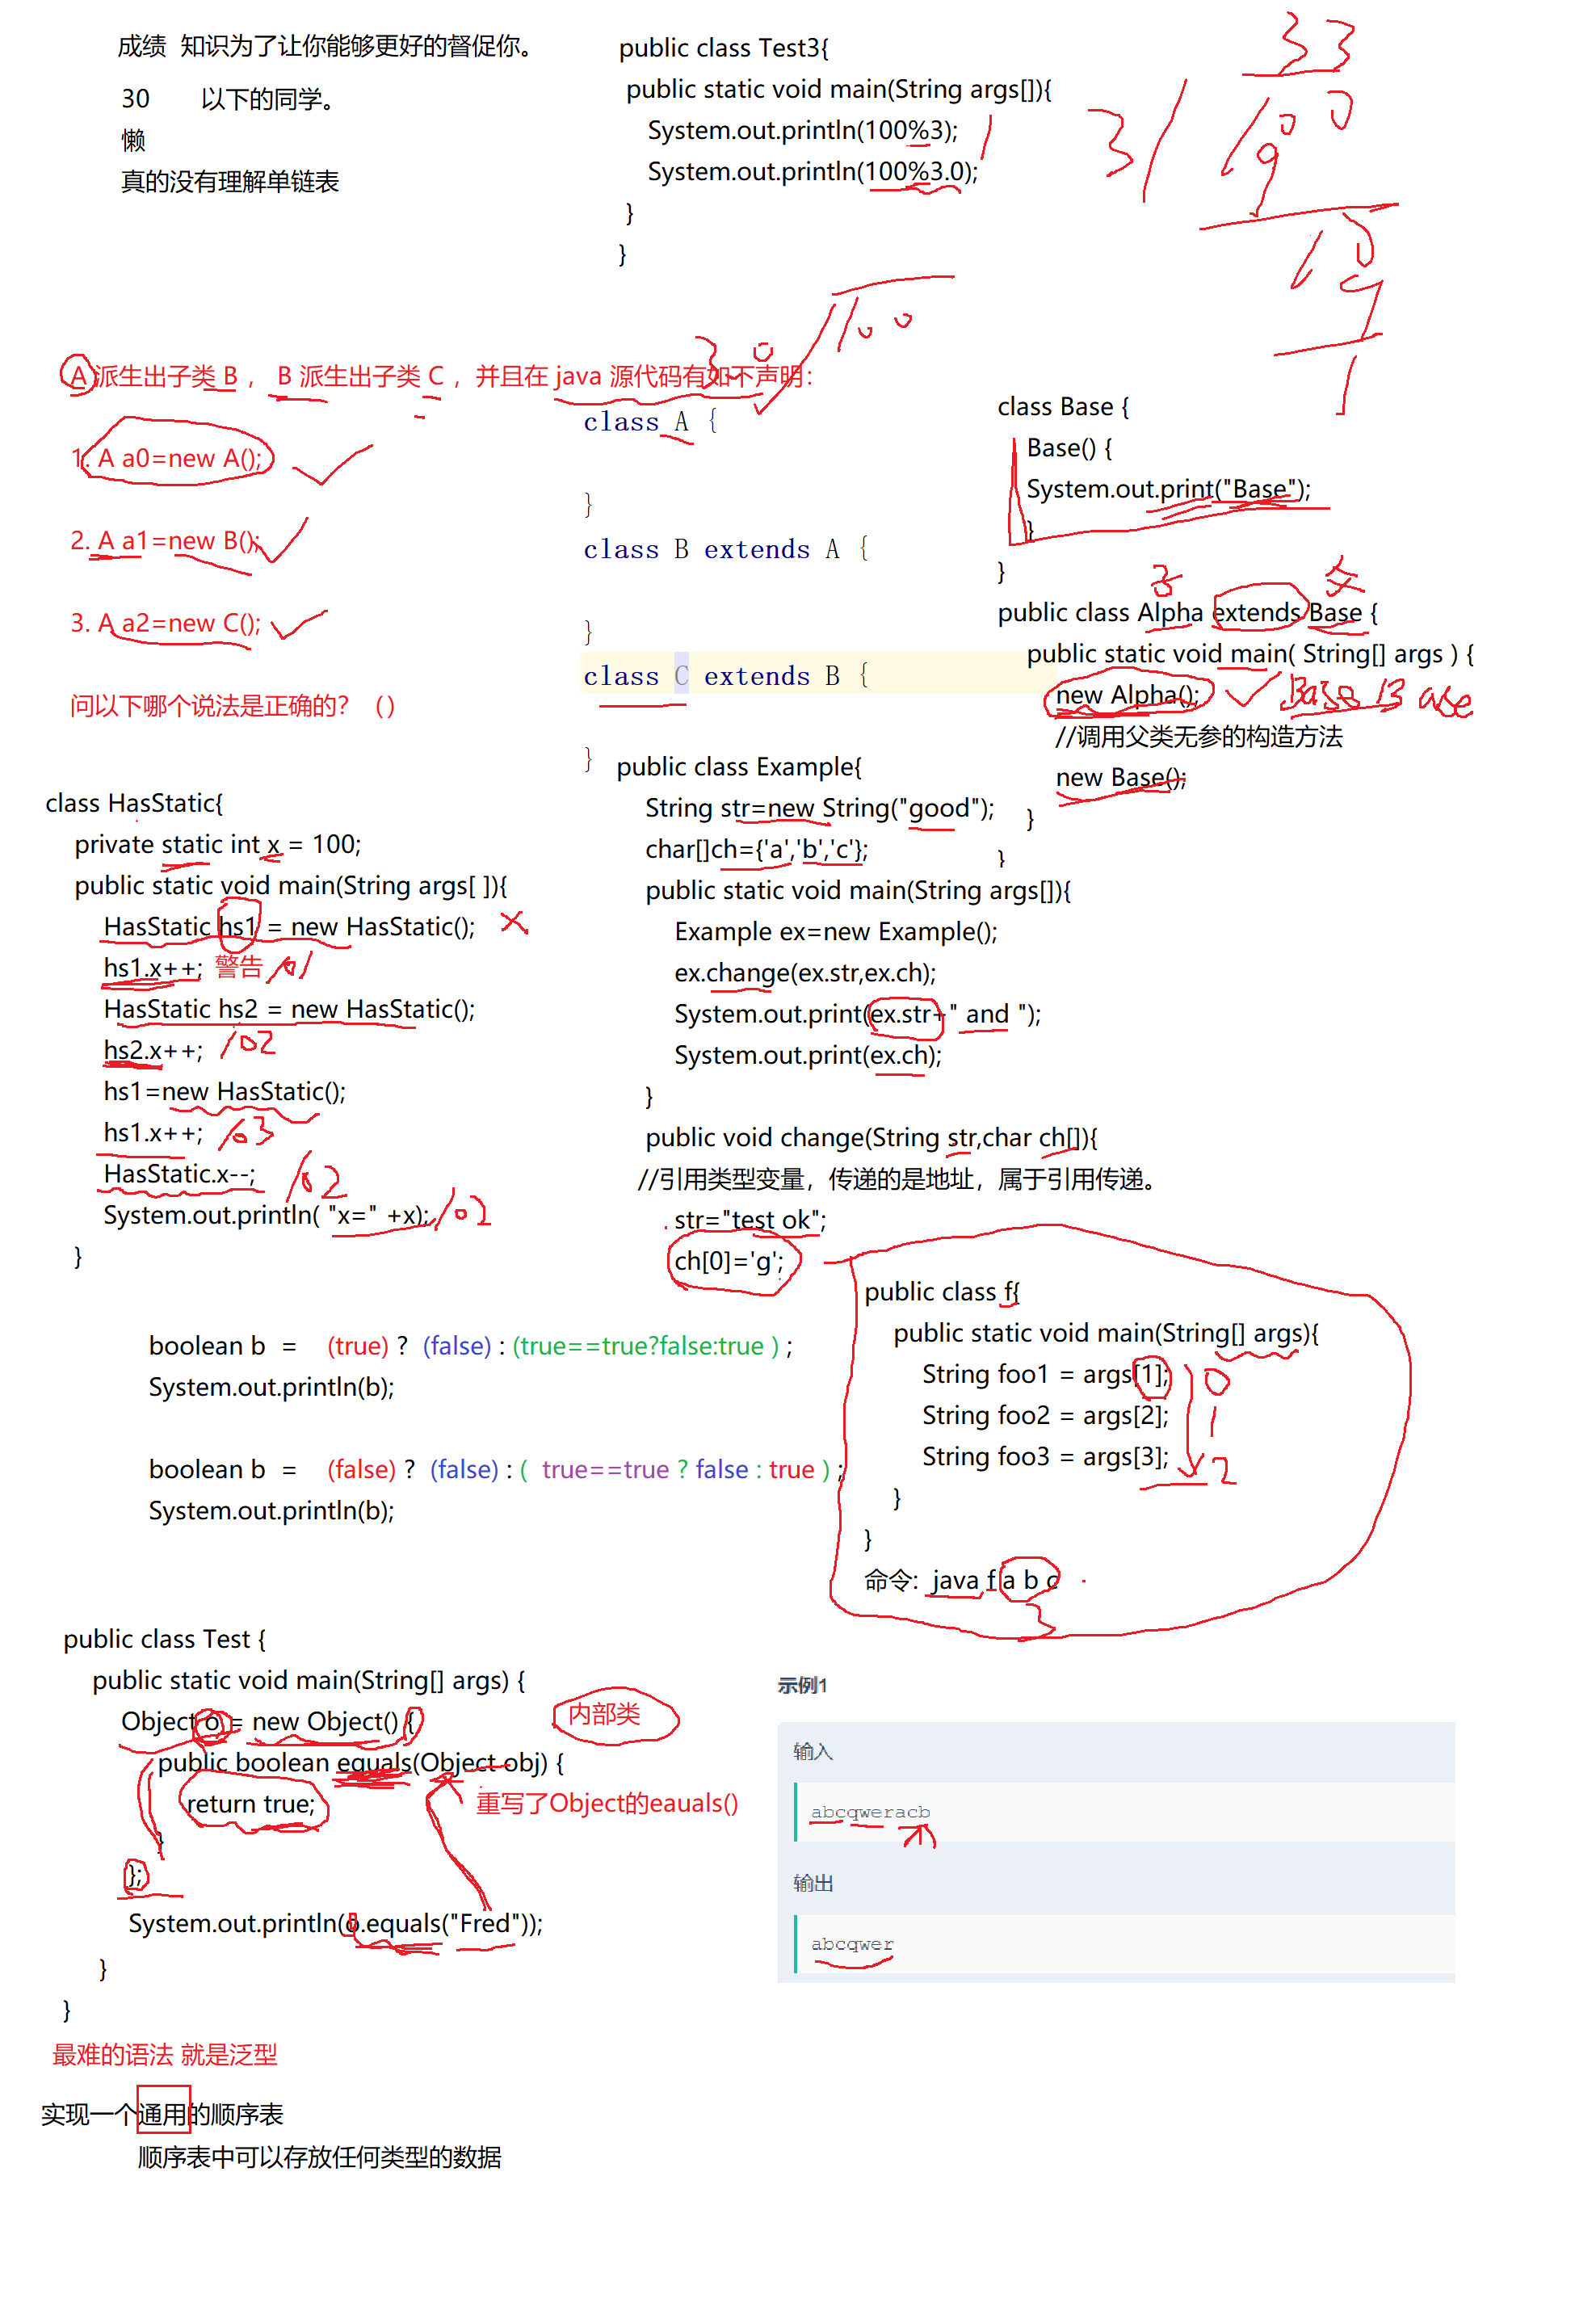 成绩 知识为了让你能够更好的督促你。
30 以下的同学。
懒
真的没有理解单链表
public class Test3{
public static void main(String args[]){
System.out.println(100%3);
System.out.println(100%3.0);
}
}
1
33
3
100
9
10
9
1
3.0
100
A 派生出子类 B ， B 派生出子类 C ，并且在 java 源代码有如下声明：
1. A a0=new A();
2. A a1=new B();
3. A a2=new C();
问以下哪个说法是正确的？ （）
class A {
}
class B extends A {
}
class C extends B {
}
class Base {
Base() {
System.out.print("Base");
}
}
子 父
public class Alpha extends Base {
public static void main( String[] args ) {
new Alpha(); Base Base
//调用父类无参的构造方法
new Base();
}
}
class HasStatic{
private static int x = 100;
public static void main(String args[ ]){
HasStatic hs1 = new HasStatic(); x
hs1.x++; 警告 101
HasStatic hs2 = new HasStatic();
hs2.x++; 102
hs1=new HasStatic();
hs1.x++; 103
HasStatic.x--; 102
System.out.println( "x=" +x); 102
}
public class Example{
String str=new String("good");
char[]ch={'a','b','c'};
public static void main(String args[]){
Example ex=new Example();
ex.change(ex.str,ex.ch);
System.out.print(ex.str+" and ");
System.out.print(ex.ch);
}
public void change(String str,char ch[]){
//引用类型变量，传递的是地址，属于引用传递。
str="test ok";
ch[0]='g';
boolean b = (true) ? (false) : (true==true?false:true ) ;
System.out.println(b);
boolean b = (false) ? (false) : ( true==true ? false : true ) ;
System.out.println(b);
public class f{
public static void main(String[] args){
String foo1 = args[1]; 0
String foo2 = args[2]; 1
String foo3 = args[3]; 2
}
}
命令: java f a b c
3
public class Test {
public static void main(String[] args) {
Object o = new Object() { 内部类
public boolean equals(Object obj) {
return true; 重写了Object的eauals()
}
};
System.out.println(o.equals("Fred"));
}
}
示例1
输入
abcqweracb
输出
abcqwer
最难的语法 就是泛型
实现一个通用的顺序表
顺序表中可以存放任何类型的数据